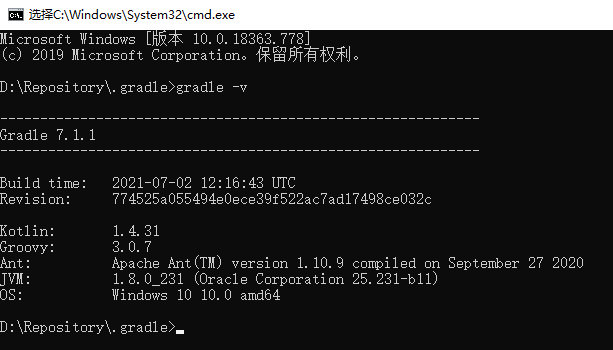 选择C:\Windows\System32\cmd.exe
Microsoft Windows [版本 10.0.18363.778]
(c) 2019 Microsoft Corporation。保留所有权利。
D:\Repository\.gradle>gradle -v
------------------------------------------------------------
Gradle 7.1.1
------------------------------------------------------------
Build time:   2021-07-02 12:16:43 UTC
Revision:     774525a055494e0ece39f522ac7ad17498ce032c
Kotlin:       1.4.31
Groovy:       3.0.7
Ant:          Apache Ant(TM) version 1.10.9 compiled on September 27 2020
JVM:          1.8.0_231 (Oracle Corporation 25.231-b11)
OS:           Windows 10 10.0 amd64
D:\Repository\.gradle>